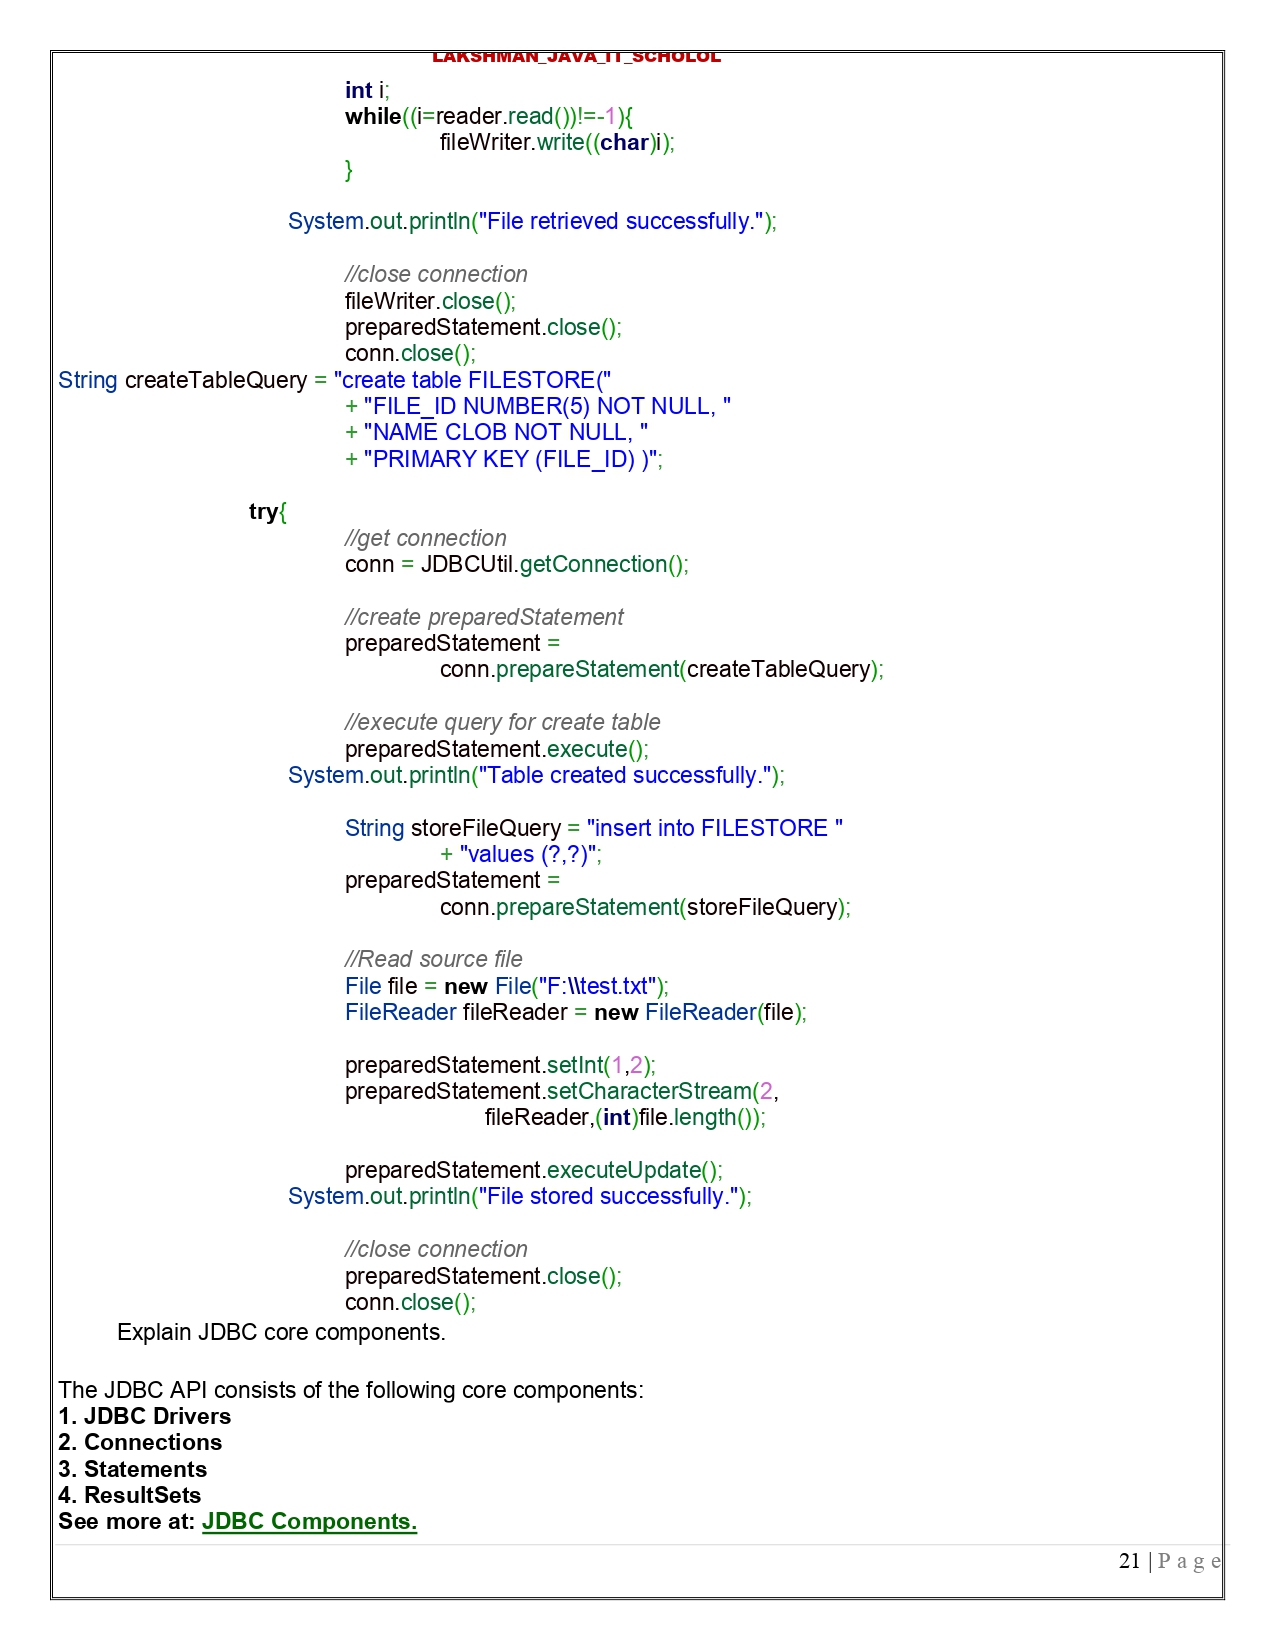 LAKSHMAN_JAVA_IT_SCHOLOL
int i;
while((i=reader.read())!=-1){
fileWriter.write((char)i);
}
System.out.println("File retrieved successfully.");
//close connection
fileWriter.close();
preparedStatement.close();
conn.close();
String createTableQuery = "create table FILESTORE("
+ "FILE_ID NUMBER(5) NOT NULL, "
+ "NAME CLOB NOT NULL, "
+ "PRIMARY KEY (FILE_ID) )";
try{
//get connection
conn = JDBCUtil.getConnection();
//create preparedStatement
preparedStatement =
conn.prepareStatement(createTableQuery);
//execute query for create table
preparedStatement.execute();
System.out.println("Table created successfully.");
String storeFileQuery = "insert into FILESTORE "
+ "values (?,?)";
preparedStatement =
conn.prepareStatement(storeFileQuery);
//Read source file
File file = new File("F:\\test.txt");
FileReader fileReader = new FileReader(file);
preparedStatement.setInt(1,2);
preparedStatement.setCharacterStream(2,
fileReader,(int)file.length());
preparedStatement.executeUpdate();
System.out.println("File stored successfully.");
//close connection
preparedStatement.close();
conn.close();
Explain JDBC core components.
The JDBC API consists of the following core components:
1. JDBC Drivers
2. Connections
3. Statements
4. ResultSets
See more at: JDBC Components.
21 | P a g e